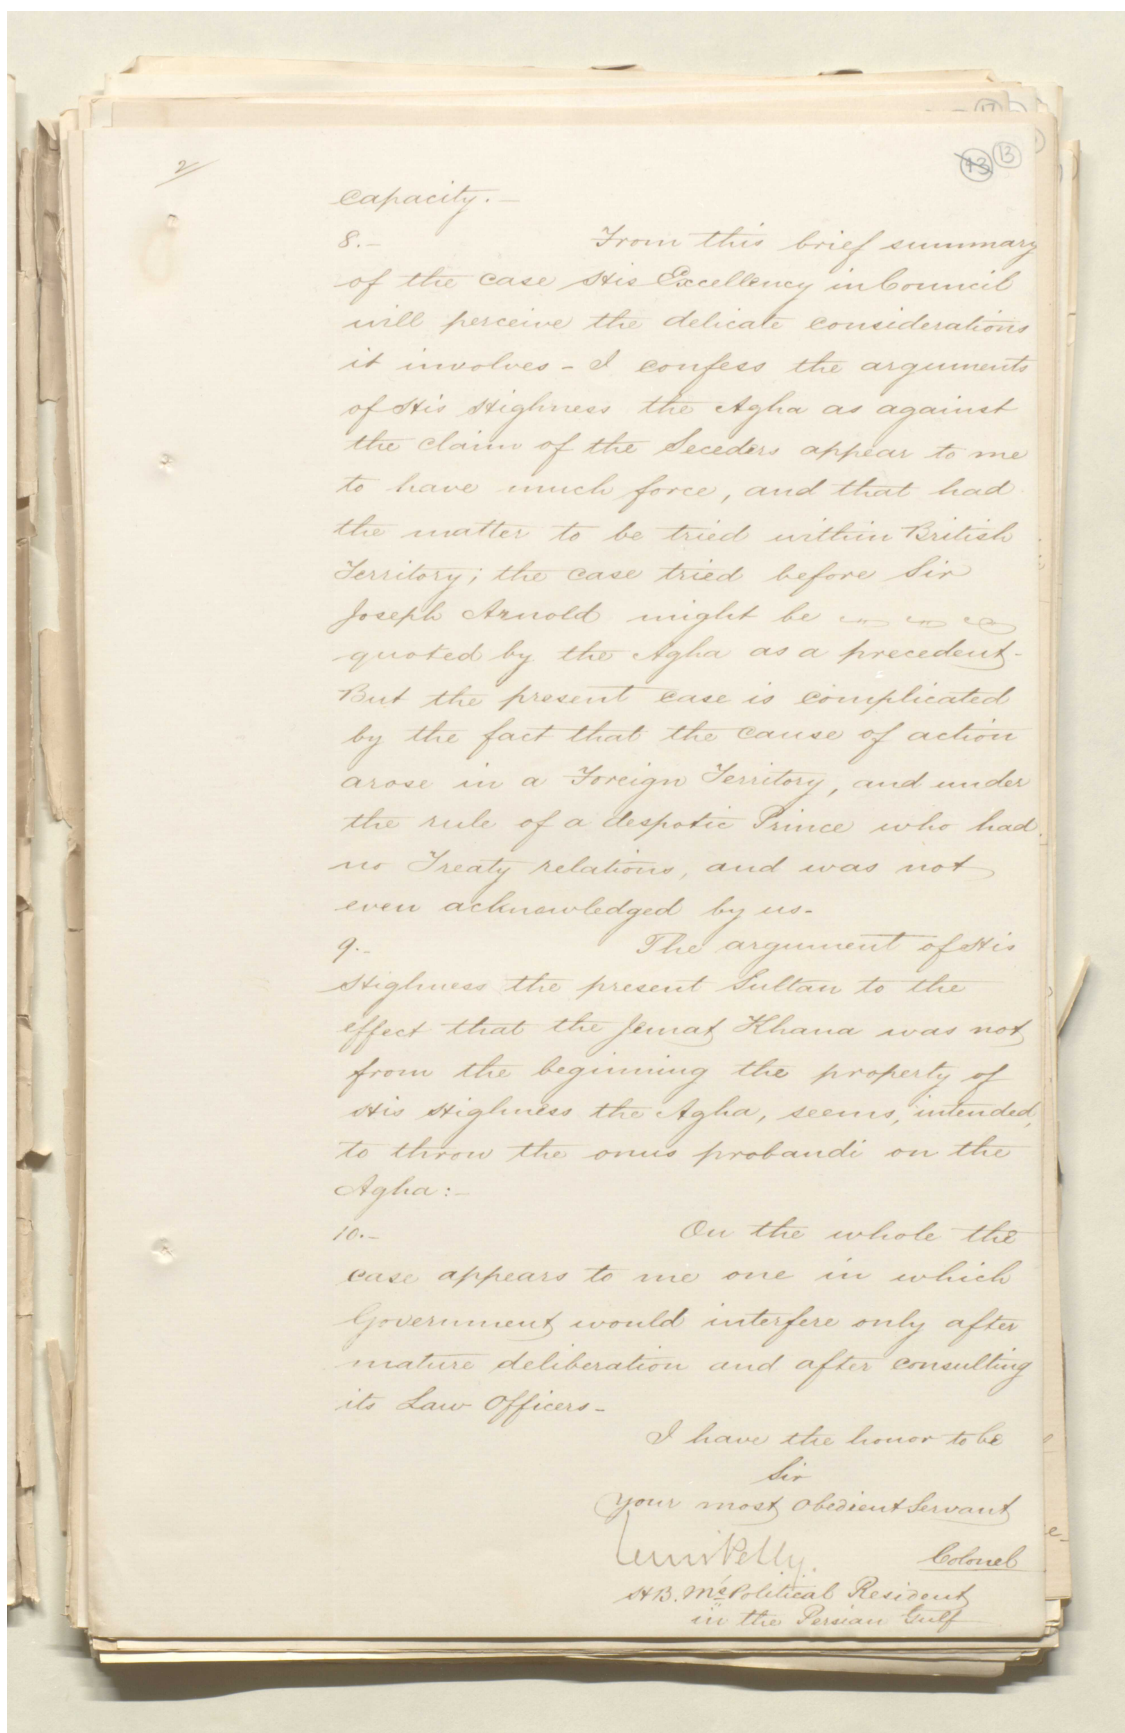 2
13 13
capacity. —
8.— From this brief summary
of the case His Excellency in Council
will perceive the delicate considerations
it involves - I confess the arguments
of His Highness the Agha as against
the claim of the Seceders appear to me
to have much force, and that had
the matter to be tried within British
Territory; the case tried before Sir
Joseph Arnold might be
quoted by the Agha as a precedent-
But the present case is complicated
by the fact that the cause of action
arose in a Foreign Territory, and under
the rule of a despotic Prince who had
no Treaty relations, and was not
even acknowledged by us-
9.- The argument of His
Highness the present Sultan to the
effect that the Jemat Khana was not
from the beginning the property of
His Highness the Agha, seems, intended,
to throw the onus probandi on the
Agha:-
10.- On the whole the
case appears to me one in which
Government would interfere only after
mature deliberation and after consulting
its Law Officers-
I have the honor to be
Sir
Your most obedient Servant
Lewis Pelly. Colonel
H.B. M's Political Resident
in the Persian Gulf